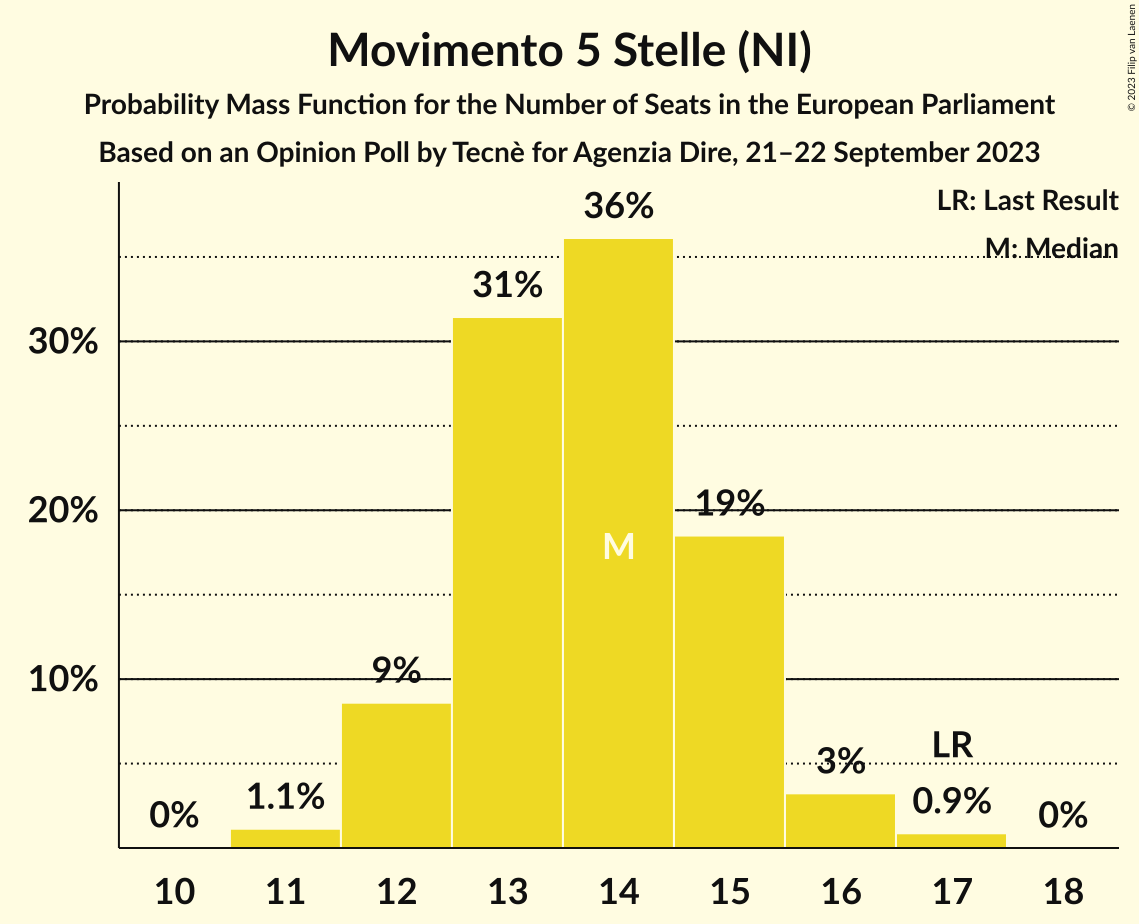 Movimento 5 Stelle (NI)
Probability Mass Function for the Number of Seats in the European Parliament
Based on an Opinion Poll by Tecnè for Agenzia Dire, 21–22 September 2023
© 2023 Filip van Laenen
LR: Last Result
M: Median
36%
31%
30%
20%
19%
M
10%
9%
LR
3%
1.1%
0.9%
0%
0%
10 11 12 13 14 15 16 17 18